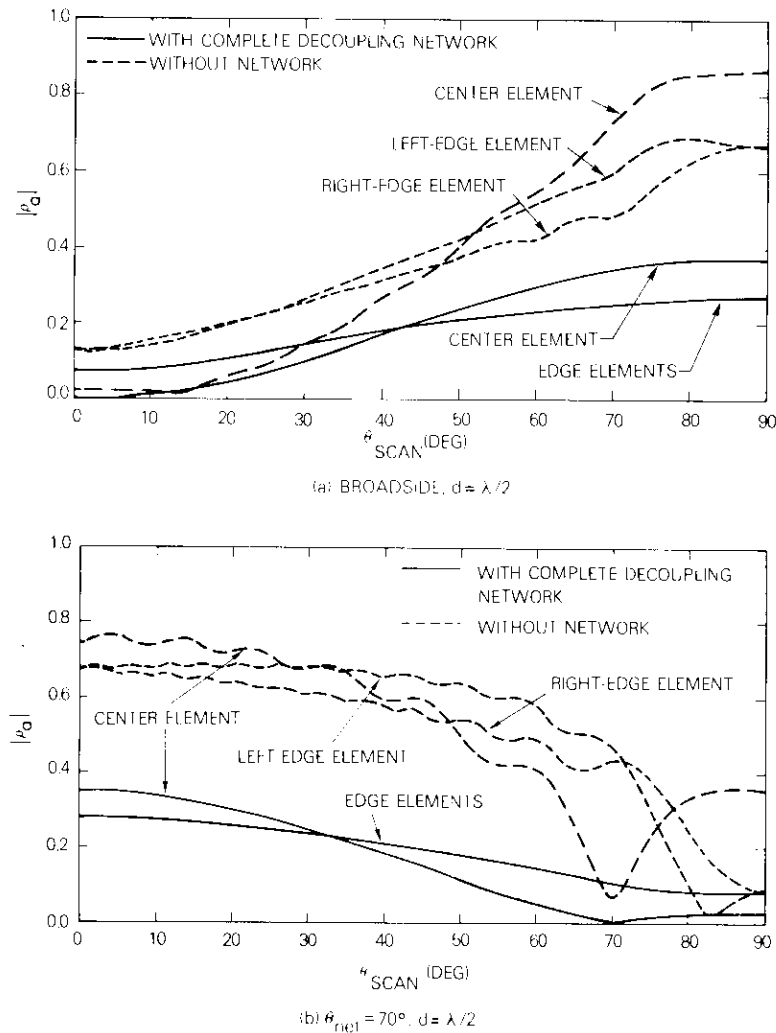 1.0
WITH COMPLETE DECOUPLING NETWORK
WITHOUT NETWORK
0.8
CENTER ELEMENT
LEFT-EDGE ELEMENT
0.6
RIGHT-EDGE ELEMENT
|ρa|
0.4
0.2
CENTER ELEMENT
EDGE ELEMENTS
0.0
0 10 20 30 40 50 60 70 80 90
θSCAN (DEG)
(a) BROADSIDE, d = λ/2
1.0
WITH COMPLETE DECOUPLING
NETWORK
0.8
WITHOUT NETWORK
0.6
RIGHT-EDGE ELEMENT
CENTER ELEMENT
|ρa|
LEFT EDGE ELEMENT
0.4
EDGE ELEMENTS
0.2
0.0
0 10 20 30 40 50 60 70 80 90
θSCAN (DEG)
(b) θnet = 70°, d = λ/2